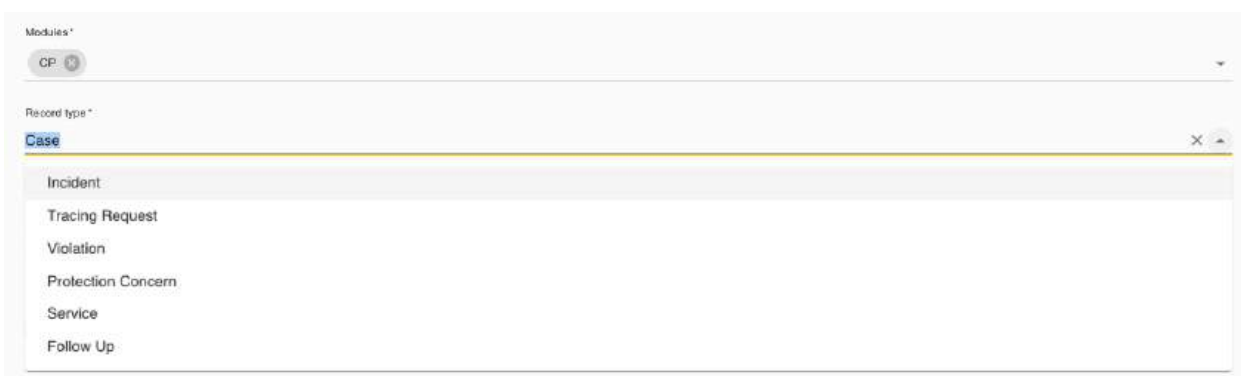 Modules*
CP
Record type*
Case
Incident
Tracing Request
Violation
Protection Concern
Service
Follow Up